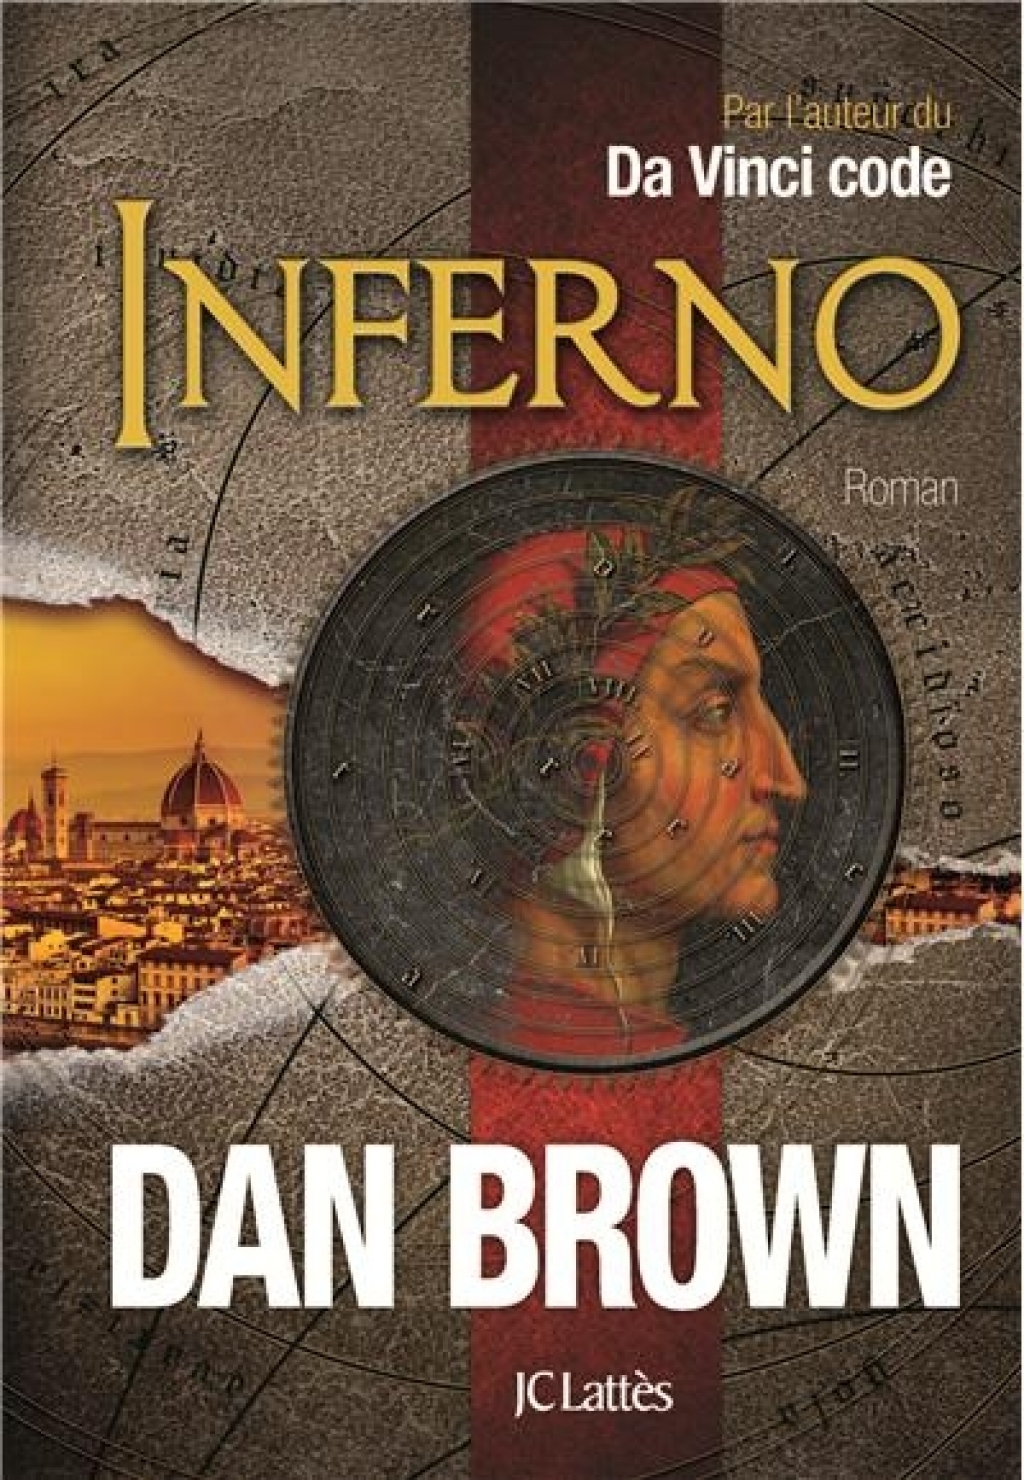 Par l'auteur du
Da Vinci code
INFERNO
Roman
DAN BROWN
JC Lattès